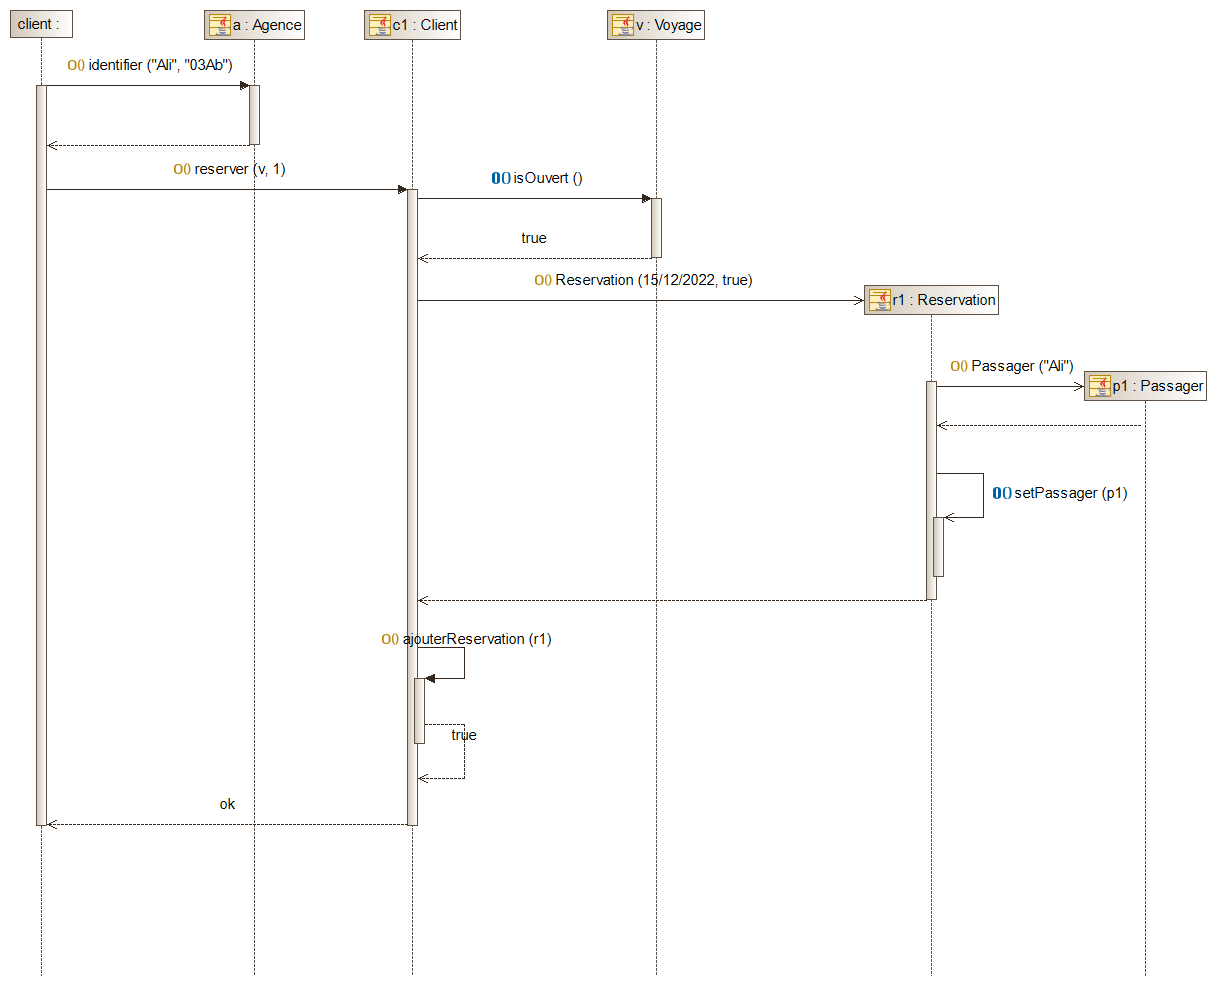 client :
a : Agence
c1 : Client
v : Voyage
O() identifier ("Ali", "03Ab")
O() reserver (v, 1)
O() isOuvert ()
true
O() Reservation (15/12/2022, true)
r1 : Reservation
O() Passager ("Ali")
p1 : Passager
O() setPassager (p1)
O() ajouterReservation (r1)
true
ok